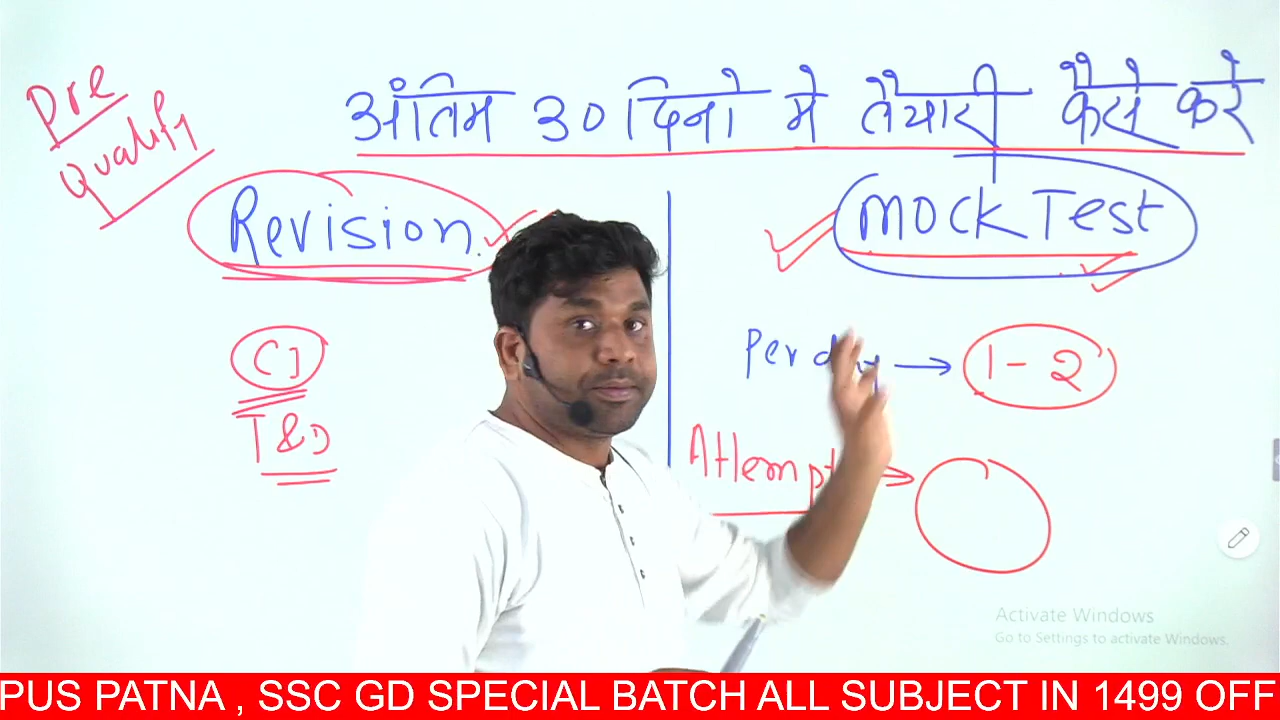 Pre
Qualify
अंतिम 30 दिनो मे तैयारी कैसे करे
Revision
Mock Test
CI
T&D
Per day → 1-2
Attempt →
Activate Windows
Go to Settings to activate Windows.
PUS PATNA , SSC GD SPECIAL BATCH ALL SUBJECT IN 1499 OFF